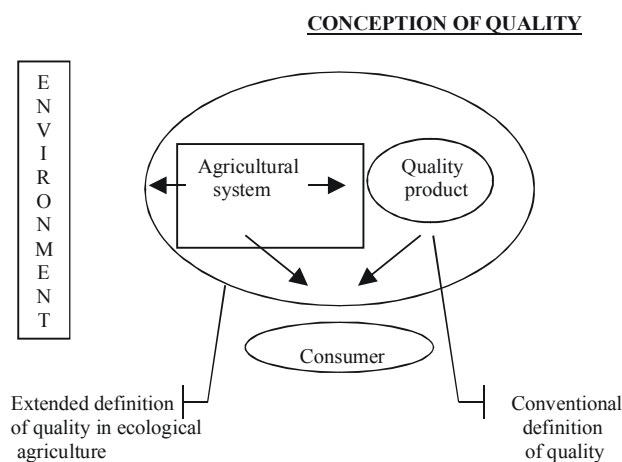 CONCEPTION OF QUALITY
ENVIRONMENT
Agricultural
system
Quality
product
Consumer
Extended definition
of quality in ecological
agriculture
Conventional
definition
of quality